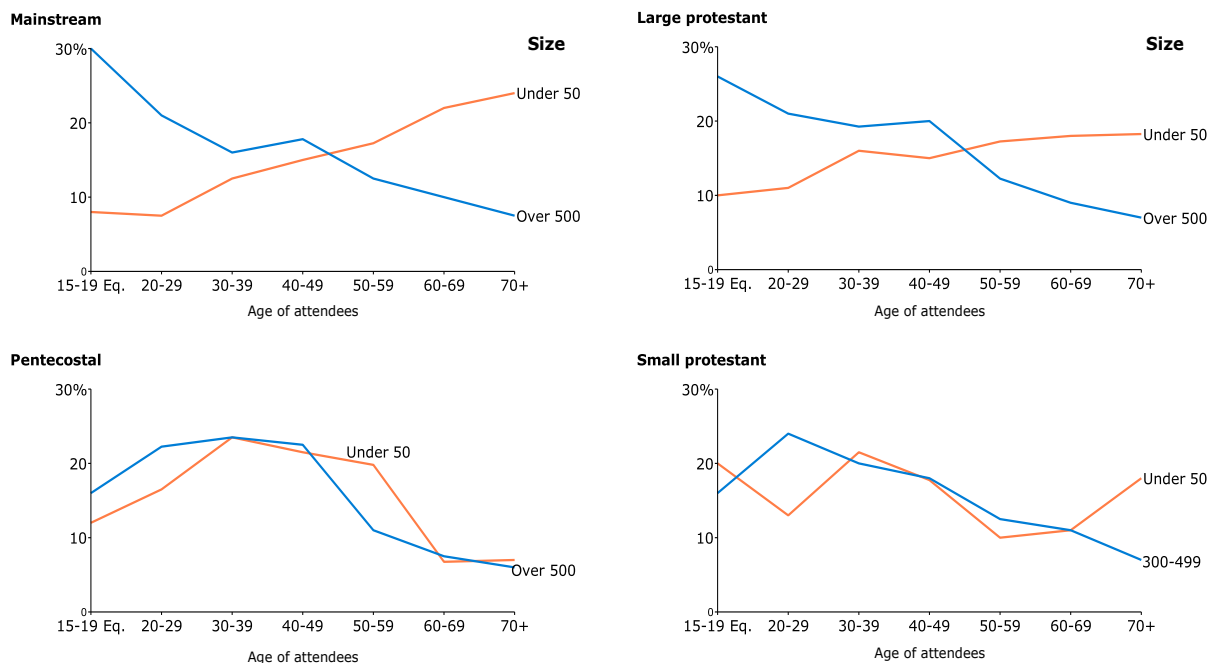 Mainstream
Size
30%
20
10
0
Under 50
Over 500
15-19 Eq. 20-29 30-39 40-49 50-59 60-69 70+
Age of attendees
Large protestant
Size
30%
20
10
0
Under 50
Over 500
15-19 Eq. 20-29 30-39 40-49 50-59 60-69 70+
Age of attendees
Pentecostal
30%
20
10
0
Under 50
Over 500
15-19 Eq. 20-29 30-39 40-49 50-59 60-69 70+
Age of attendees
Small protestant
30%
20
10
0
Under 50
300-499
15-19 Eq. 20-29 30-39 40-49 50-59 60-69 70+
Age of attendees